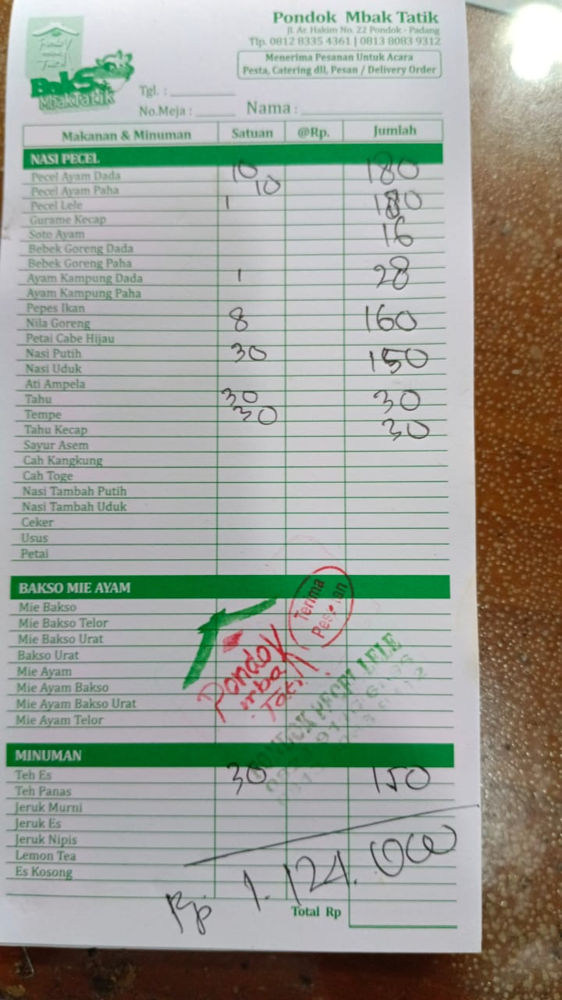 Pondok Mbak Tatik
Jl. Ar. Hakim No. 22 Pondok - Padang
Tlp. 0812 8335 4361 | 0813 8083 9312
Menerima Pesanan Untuk Acara
Pesta, Catering dll, Pesan / Delivery Order
Pondok mbak Tatik
BakSo
MbakTatik
Tgl. :
No.Meja : Nama :
Makanan & Minuman Satuan @Rp. Jumlah
NASI PECEL
Pecel Ayam Dada 10 180
Pecel Ayam Paha 10
Pecel Lele 1 180
Gurame Kecap
Soto Ayam 16
Bebek Goreng Dada
Bebek Goreng Paha
Ayam Kampung Dada 1 28
Ayam Kampung Paha
Pepes Ikan
Nila Goreng 8 160
Petai Cabe Hijau
Nasi Putih 30 150
Nasi Uduk
Ati Ampela
Tahu 30 30
Tempe 30
Tahu Kecap 30
Sayur Asem
Cah Kangkung
Cah Toge
Nasi Tambah Putih
Nasi Tambah Uduk
Ceker
Usus
Petai
BAKSO MIE AYAM
Mie Bakso
Mie Bakso Telor
Mie Bakso Urat
Bakso Urat
Mie Ayam
Mie Ayam Bakso
Mie Ayam Bakso Urat
Mie Ayam Telor
Terima
Pondok
mbak
Tatik
LELE
MINUMAN
Teh Es 30 150
Teh Panas
Jeruk Murni
Jeruk Es
Jeruk Nipis
Lemon Tea
Es Kosong
Rp. 1.124.000
Total Rp